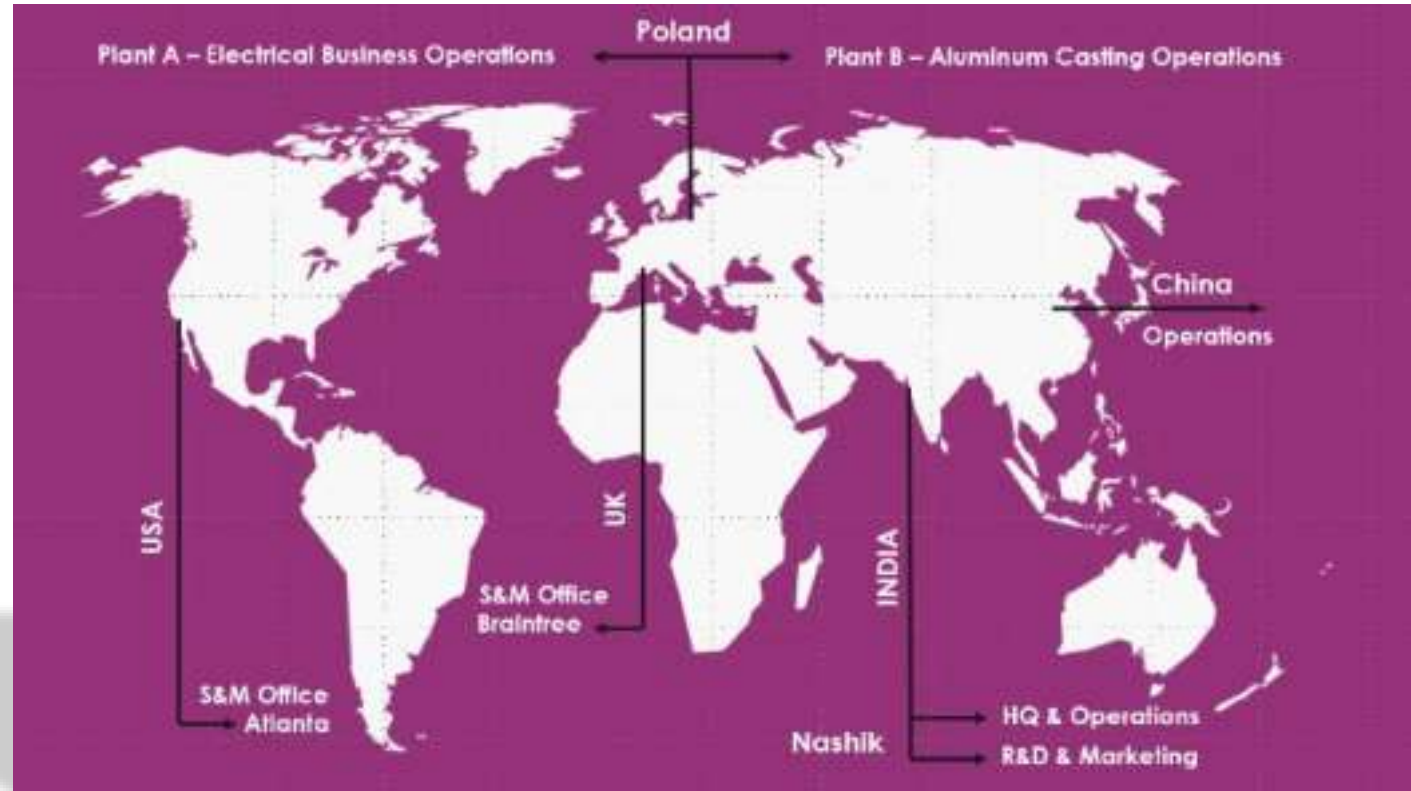 Poland
Plant A – Electrical Business Operations
Plant B – Aluminum Casting Operations
China
Operations
USA
UK
INDIA
S&M Office
Braintree
S&M Office
Atlanta
Nashik
HQ & Operations
R&D & Marketing